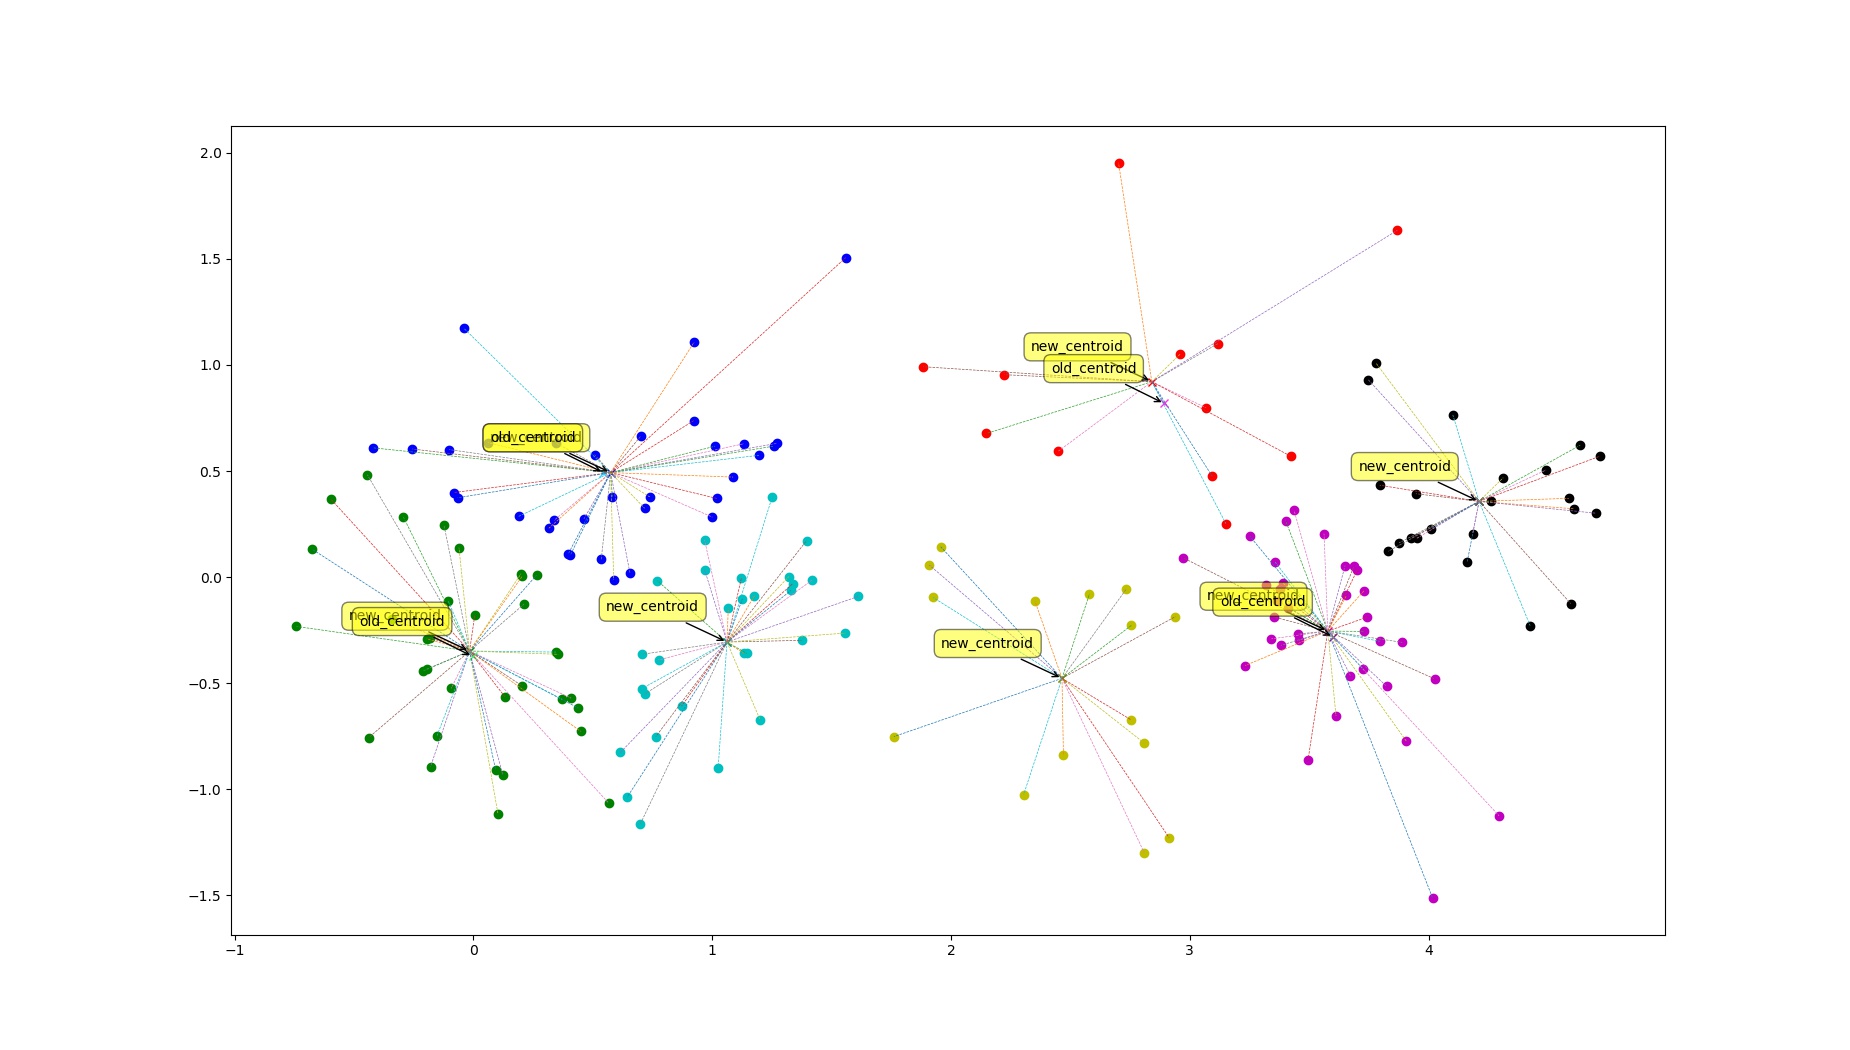 2.0
1.5
new_centroid
1.0
old_centroid
new_centroid
old_centroid
new_centroid
0.5
0.0
new_centroid
old_centroid
new_centroid
new_centroid
old_centroid
new_centroid
−0.5
−1.0
−1.5
−1 0 1 2 3 4